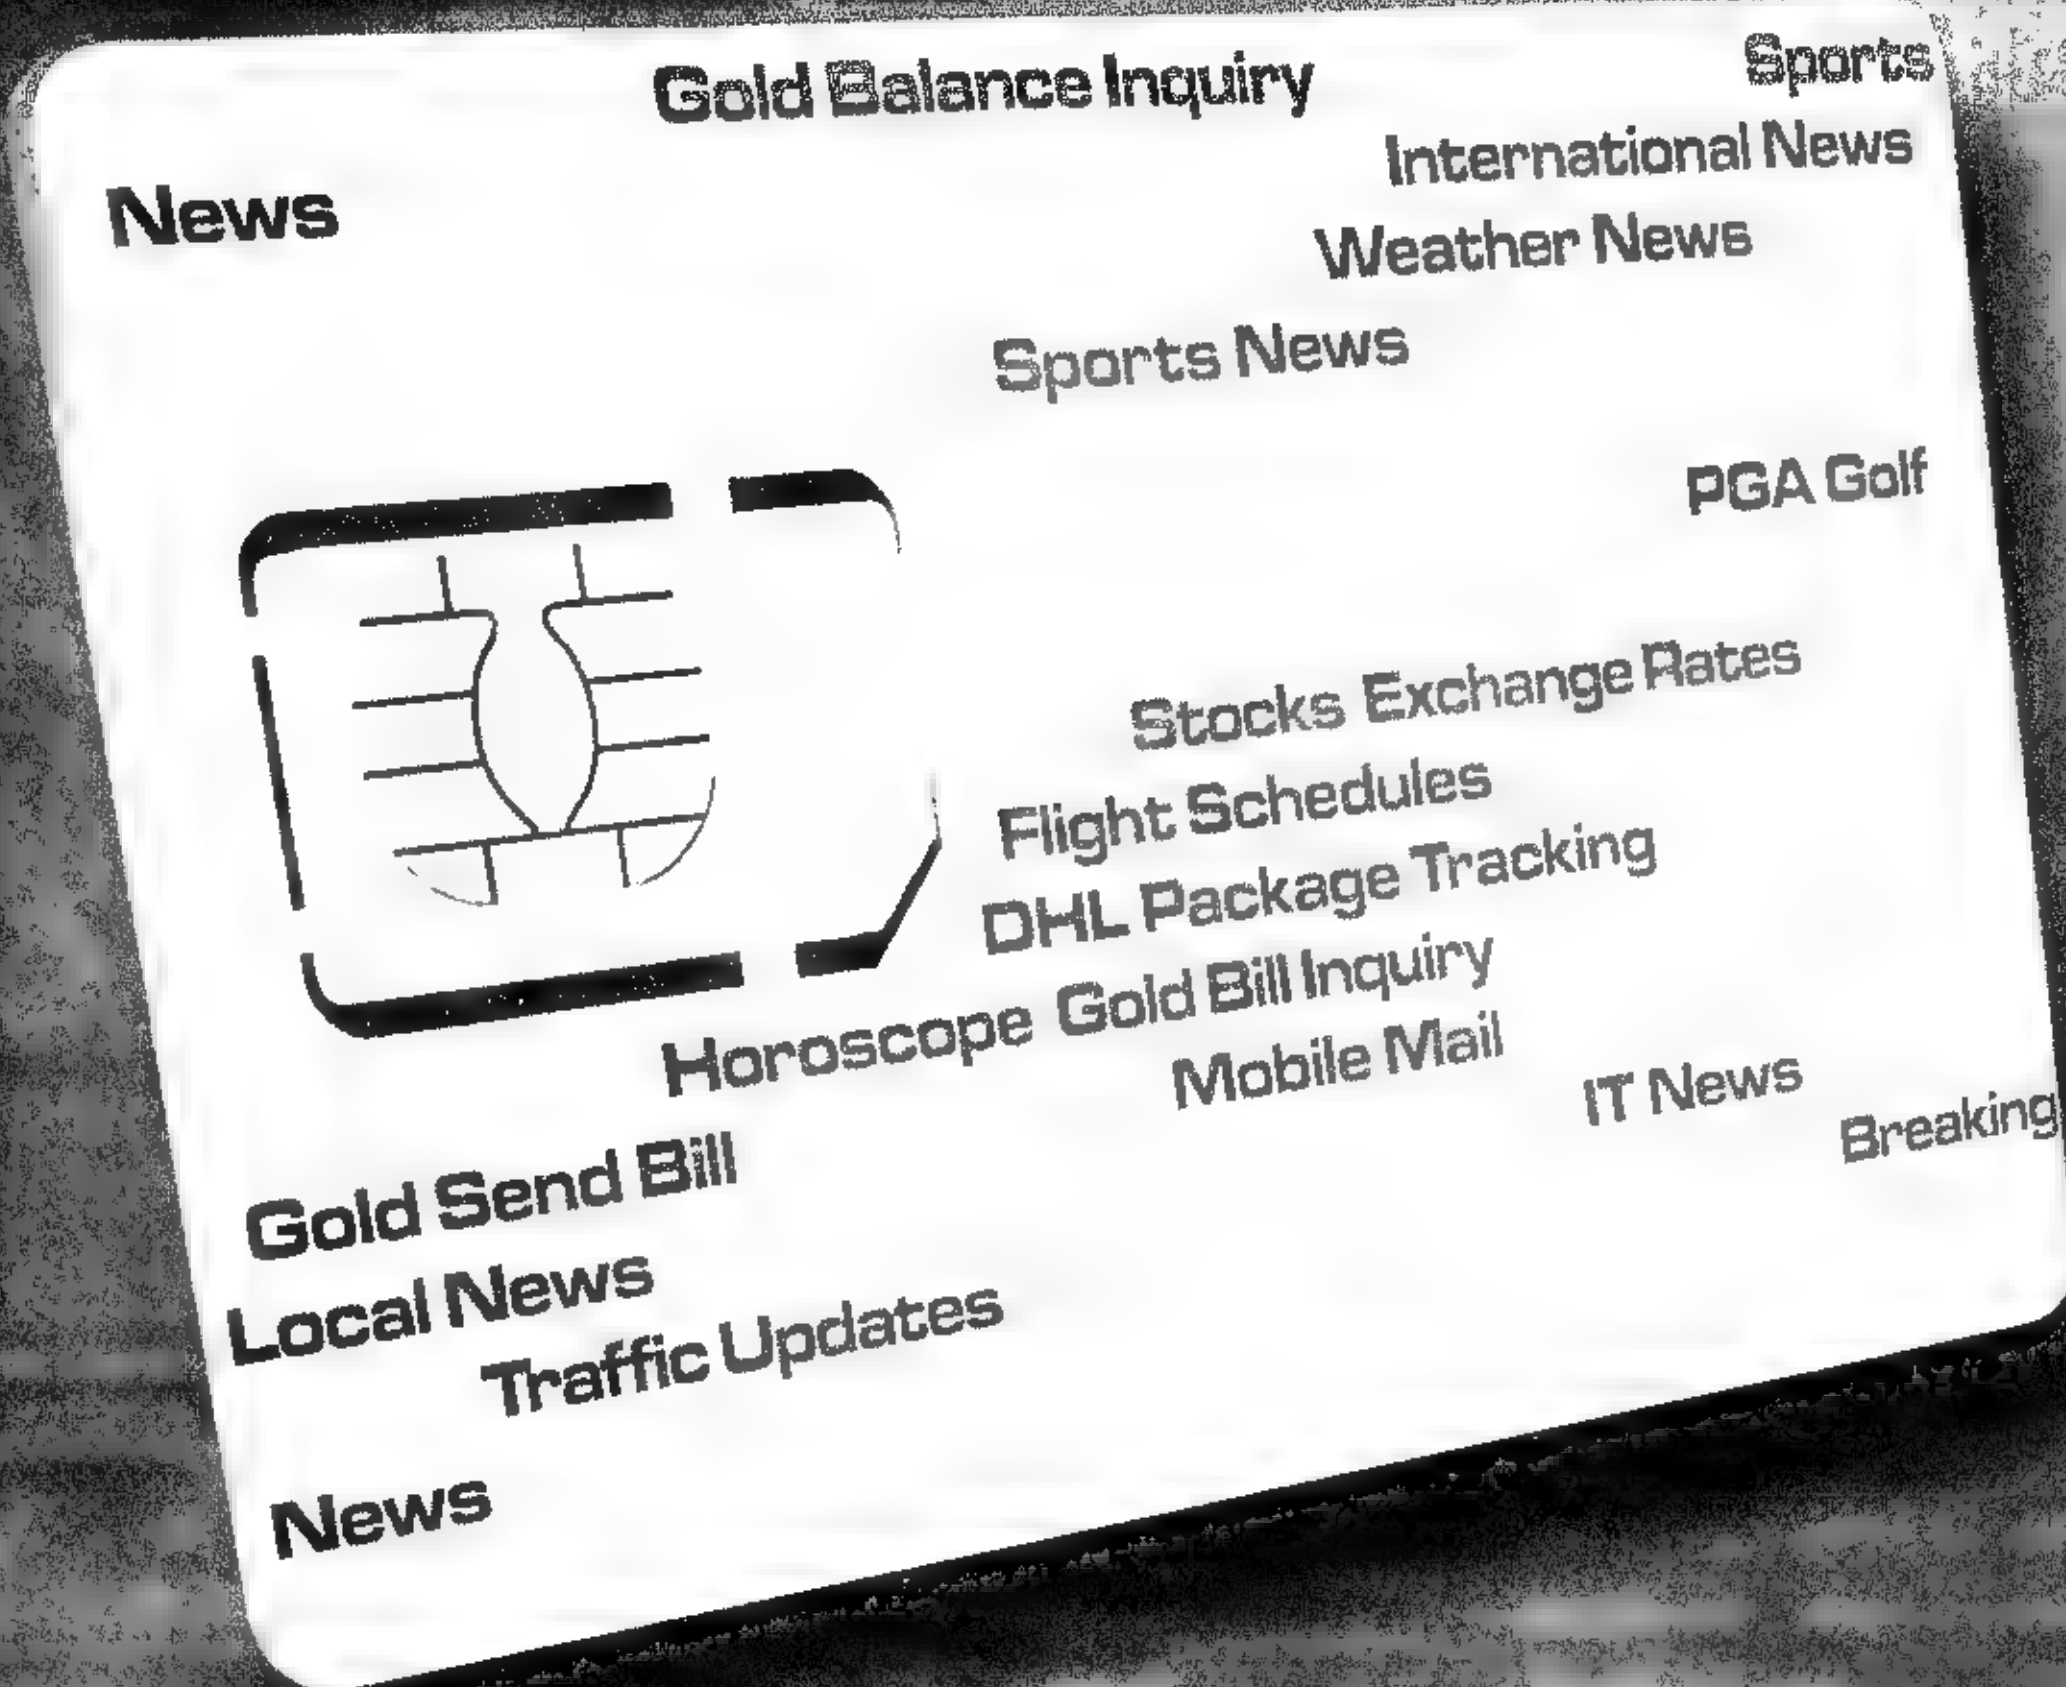 Sports
Gold Balance Inquiry
International News
News
Weather News
Sports News
PGA Golf
Stocks Exchange Rates
Flight Schedules
DHL Package Tracking
Horoscope Gold Bill Inquiry
Mobile Mail
IT News
Breaking
Gold Send Bill
Local News
Traffic Updates
News